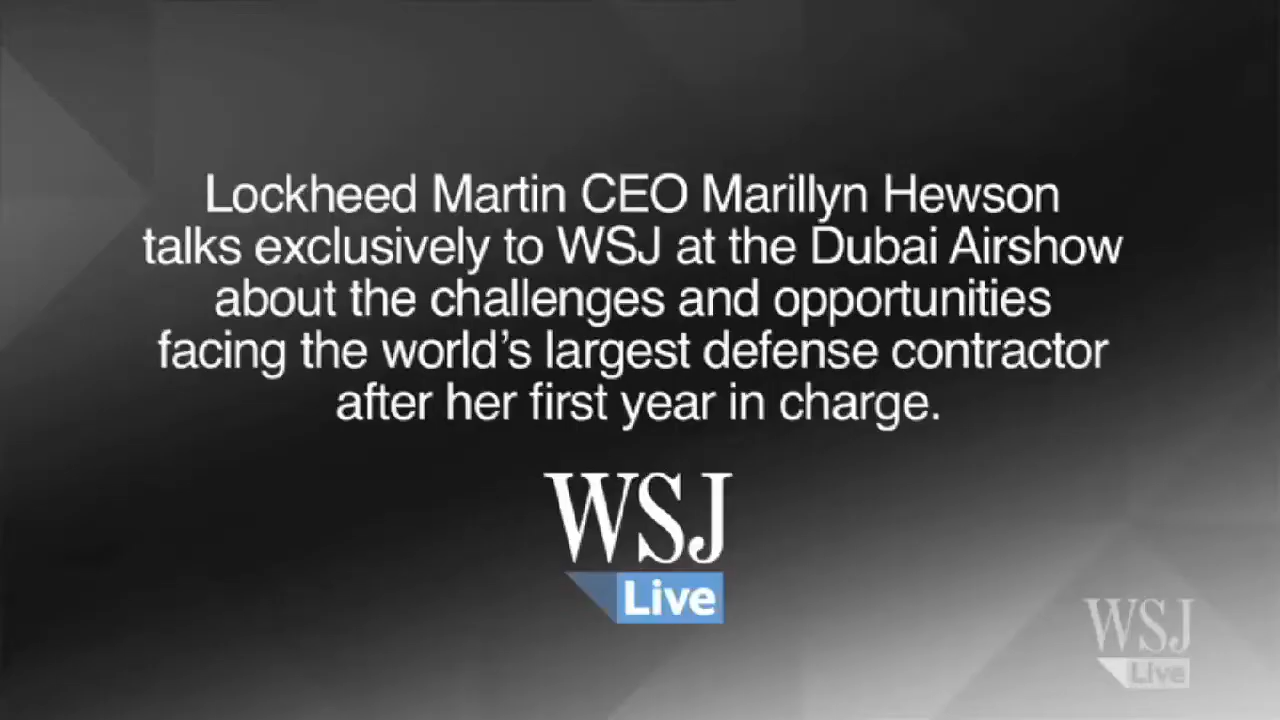 Lockheed Martin CEO Marillyn Hewson
talks exclusively to WSJ at the Dubai Airshow
about the challenges and opportunities
facing the world's largest defense contractor
after her first year in charge.
WSJ
Live
WSJ
Live